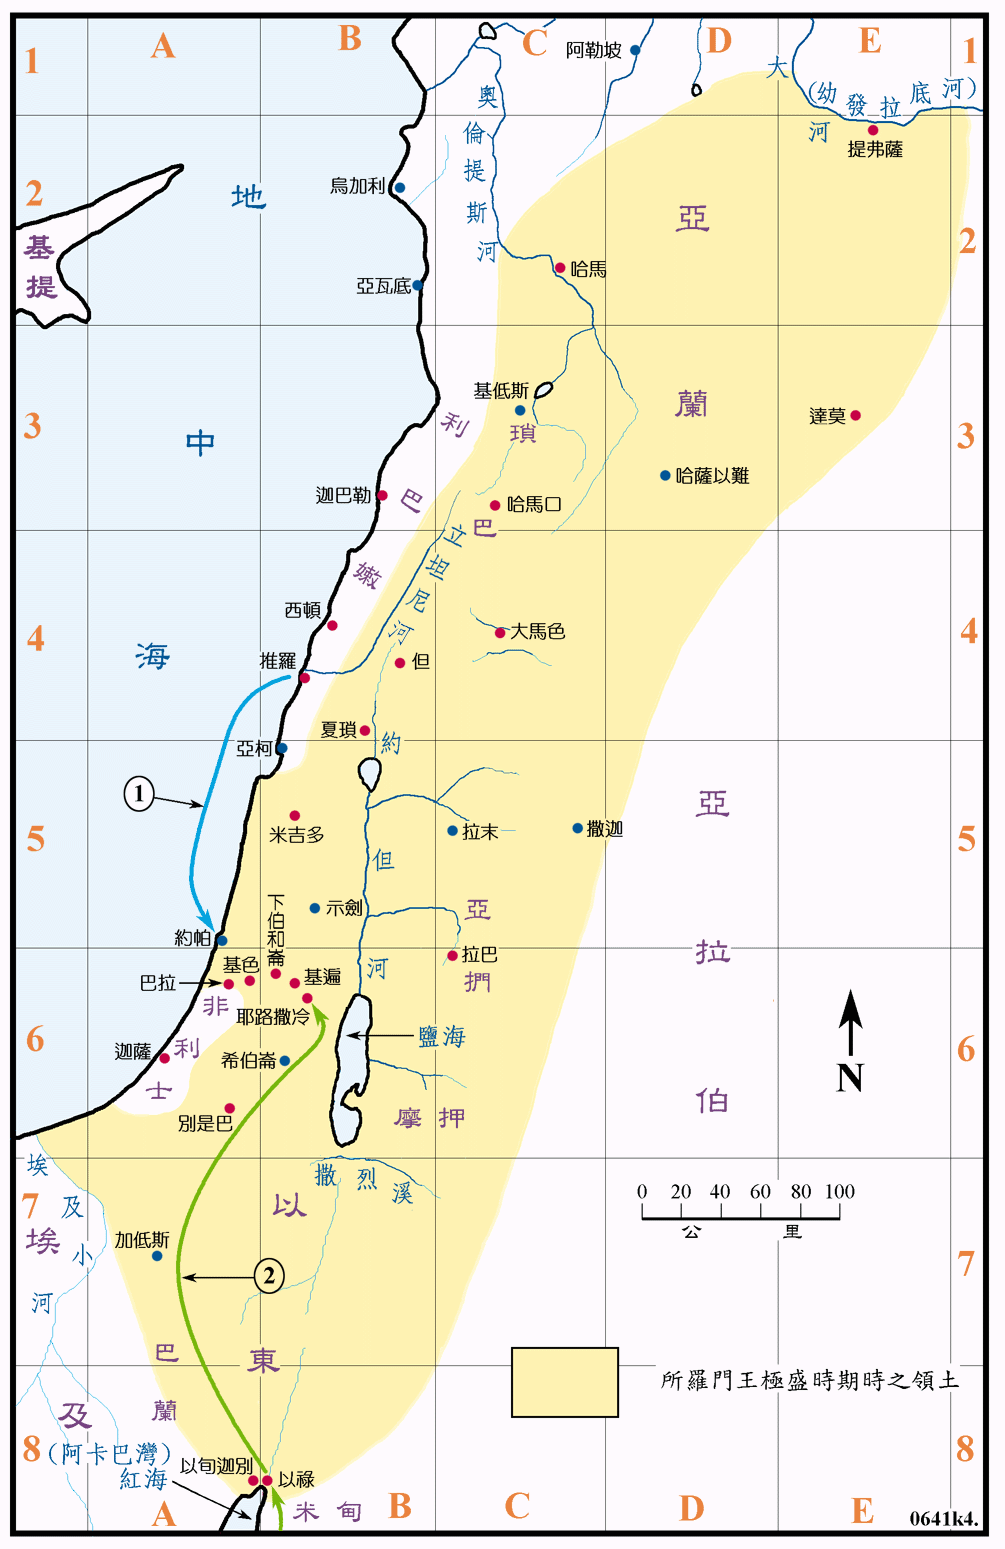 A B C D E
1 1
阿勒坡
大
(幼發拉底河)
河
提弗薩
奧倫提斯河
2 2
烏加利
地
基提
亞
哈馬
亞瓦底
3 3
基低斯
蘭
達莫
利
瑣
中
哈薩以難
迦巴勒
巴
哈馬口
巴
立坦尼河
嫩
4 4
西頓
大馬色
海
推羅
但
夏瑣
約
亞柯
1
亞
5 5
米吉多
拉末
撒迦
但
下伯和崙
示劍
亞
約帕
拉巴
拉
基色
基遍
河
捫
巴拉
非
耶路撒冷
鹽海
6 6
迦薩
利
希伯崙
N
士
別是巴
摩押
伯
埃
撒烈溪
7
及
以
0 20 40 60 80 100
公里
埃
小
加低斯
7
2
河
巴
東
所羅門王極盛時期時之領土
及
蘭
8 8
(阿卡巴灣)
紅海
以旬迦別
以祿
米甸
A B C D E
0641k4.